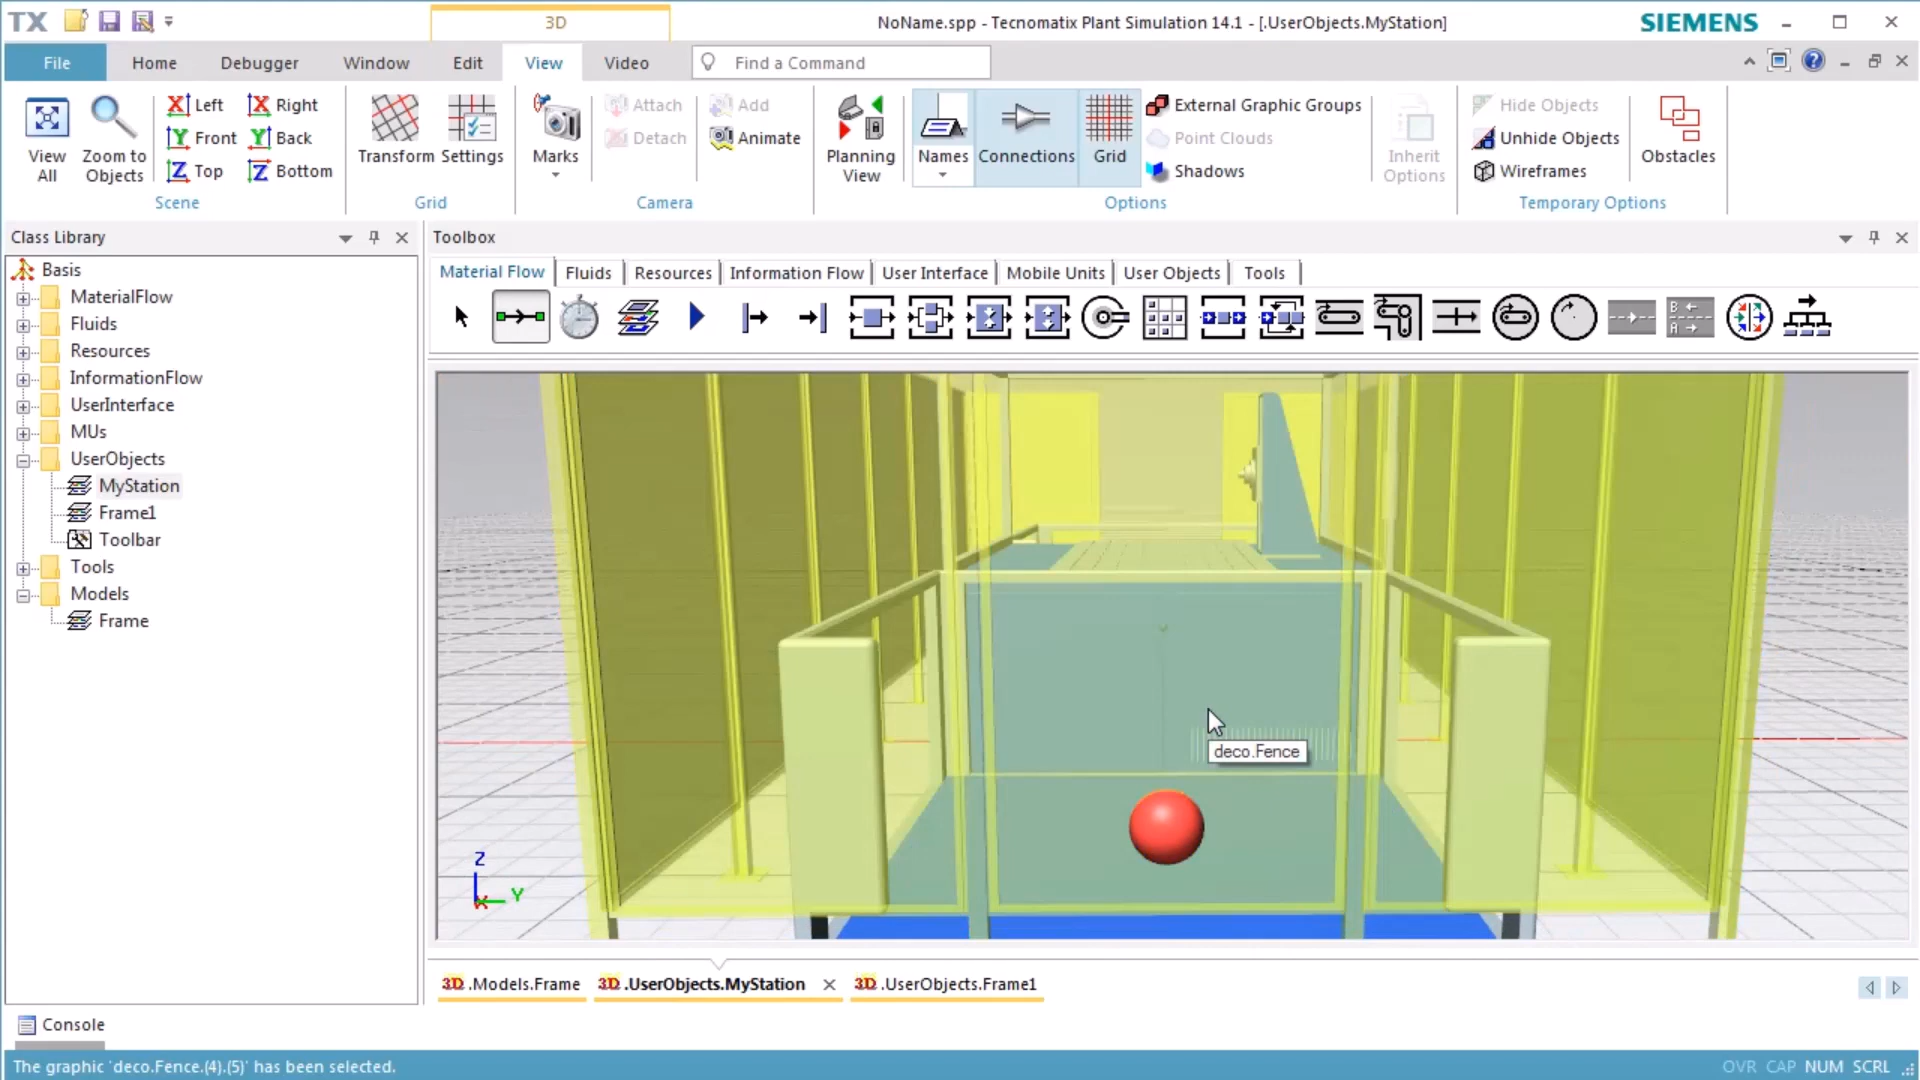 TX
3D
NoName.spp - Tecnomatix Plant Simulation 14.1 - [.UserObjects.MyStation]
SIEMENS
File Home Debugger Window Edit View Video Find a Command
View All
Zoom to Objects
Left Right
Front Back
Top Bottom
Scene
Transform Settings
Grid
Marks
Attach
Detach
Add
Animate
Camera
Planning View
Names
Connections
Grid
External Graphic Groups
Point Clouds
Shadows
Inherit Options
Options
Hide Objects
Unhide Objects
Wireframes
Obstacles
Temporary Options
Class Library
Toolbox
Material Flow Fluids Resources Information Flow User Interface Mobile Units User Objects Tools
Basis
MaterialFlow
Fluids
Resources
InformationFlow
UserInterface
MUs
UserObjects
MyStation
Frame1
Toolbar
Tools
Models
Frame
B
A
deco.Fence
Z
Y
X
3D .Models.Frame 3D .UserObjects.MyStation 3D .UserObjects.Frame1
Console
The graphic 'deco.Fence.(4).(5)' has been selected.
OVR CAP NUM SCRL